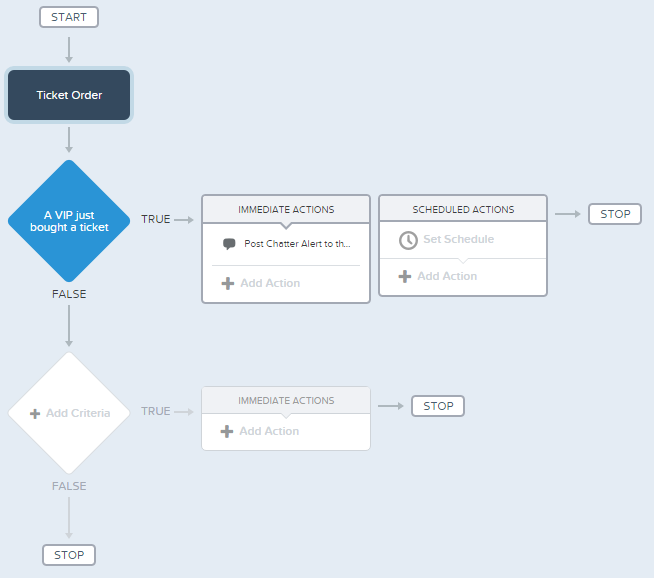 START
Ticket Order
A VIP just
bought a ticket
TRUE
IMMEDIATE ACTIONS
Post Chatter Alert to th...
Add Action
SCHEDULED ACTIONS
Set Schedule
Add Action
STOP
FALSE
Add Criteria
TRUE
IMMEDIATE ACTIONS
Add Action
STOP
FALSE
STOP